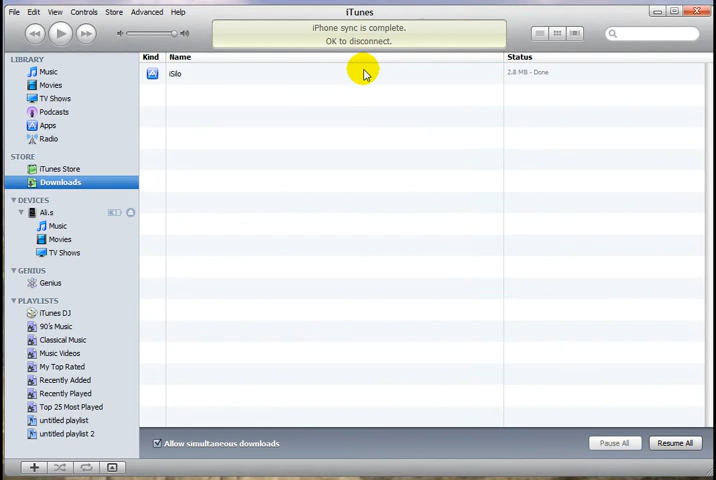 File Edit View Controls Store Advanced Help
iTunes
iPhone sync is complete.
OK to disconnect.
Kind Name Status
iSilo 2.8 MB - Done
LIBRARY
Music
Movies
TV Shows
Podcasts
Apps
Radio
STORE
iTunes Store
Downloads
DEVICES
Ali.s
Music
Movies
TV Shows
GENIUS
Genius
PLAYLISTS
iTunes DJ
90's Music
Classical Music
Music Videos
My Top Rated
Recently Added
Recently Played
Top 25 Most Played
untitled playlist
untitled playlist 2
Allow simultaneous downloads
Pause All
Resume All